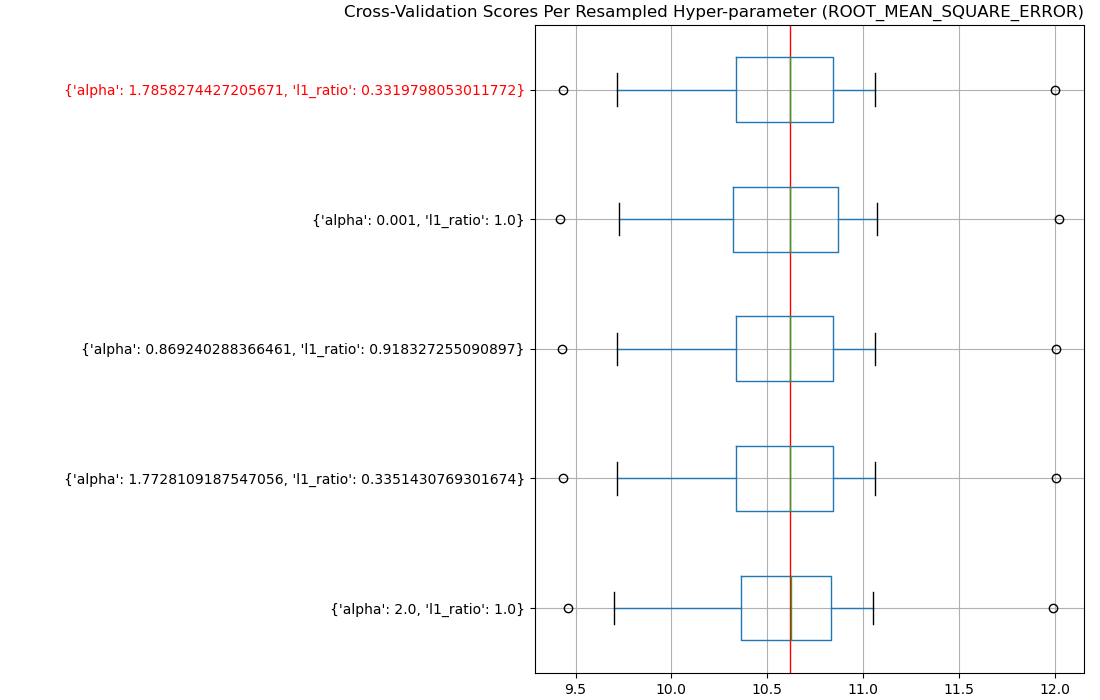 Cross-Validation Scores Per Resampled Hyper-parameter (ROOT_MEAN_SQUARE_ERROR)
{'alpha': 1.7858274427205671, 'l1_ratio': 0.3319798053011772}
{'alpha': 0.001, 'l1_ratio': 1.0}
{'alpha': 0.869240288366461, 'l1_ratio': 0.918327255090897}
{'alpha': 1.7728109187547056, 'l1_ratio': 0.3351430769301674}
{'alpha': 2.0, 'l1_ratio': 1.0}
9.5 10.0 10.5 11.0 11.5 12.0